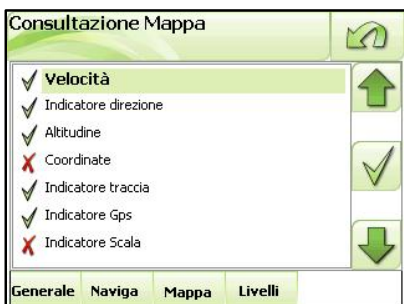 Consultazione Mappa
Velocità
Indicatore direzione
Altitudine
Coordinate
Indicatore traccia
Indicatore Gps
Indicatore Scala
Generale Naviga Mappa Livelli